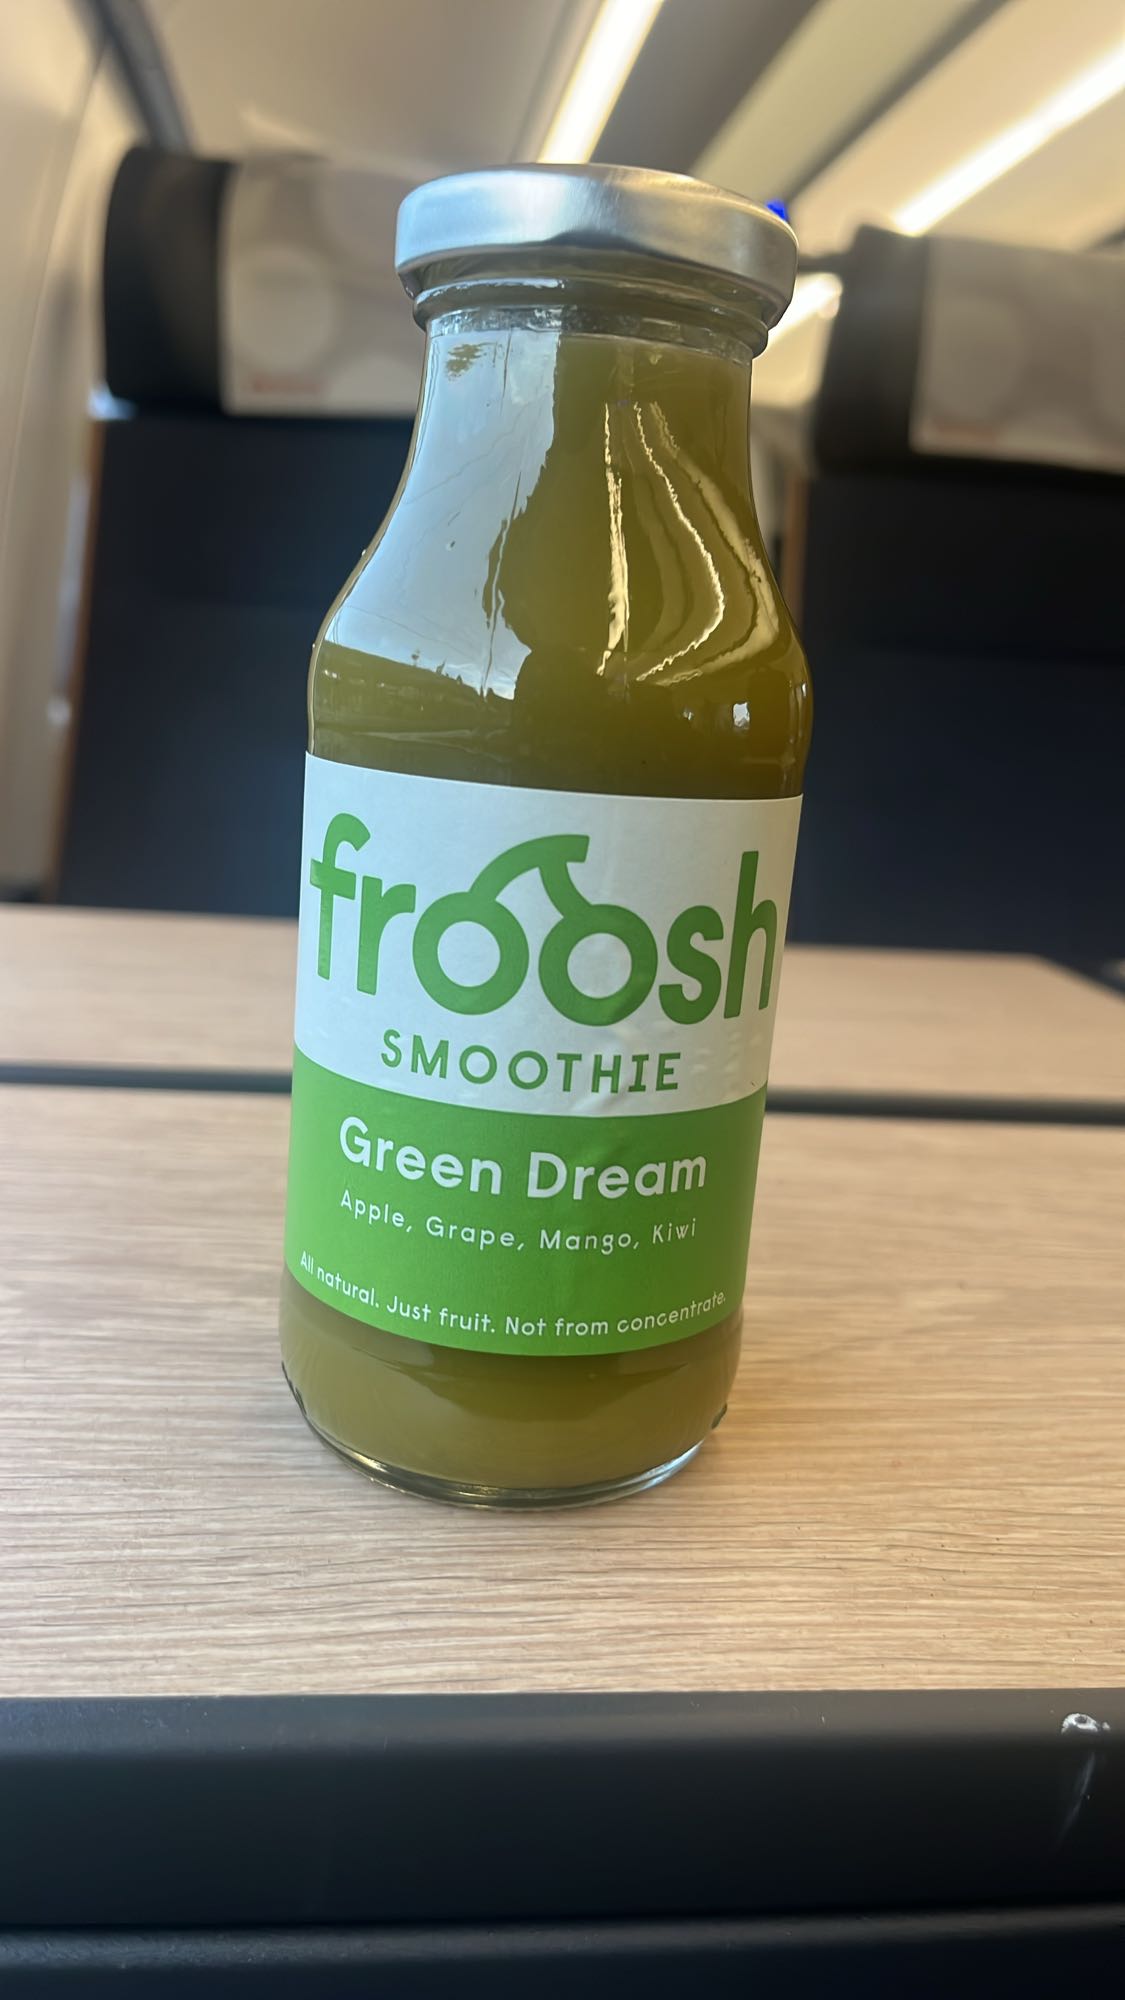 froosh
SMOOTHIE
Green Dream
Apple, Grape, Mango, Kiwi
All natural. Just fruit. Not from concentrate.